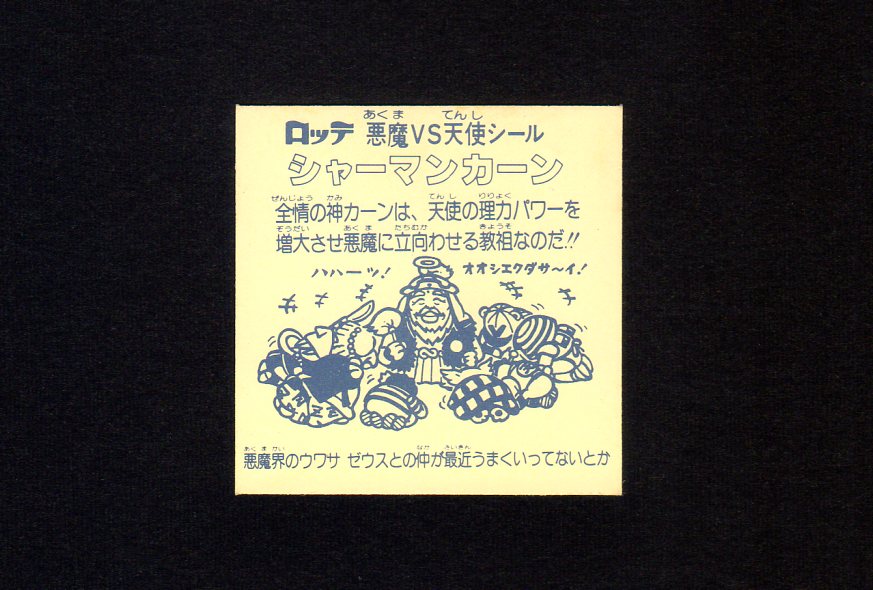 ロッテ 悪魔VS天使シール
シャーマンカーン
全情の神カーンは、天使の理力パワーを
増大させ悪魔に立向わせる教祖なのだ!!
ハハーッ! オオシエクダサ〜イ!
悪魔界のウワサ ゼウスとの仲が最近うまくいってないとか